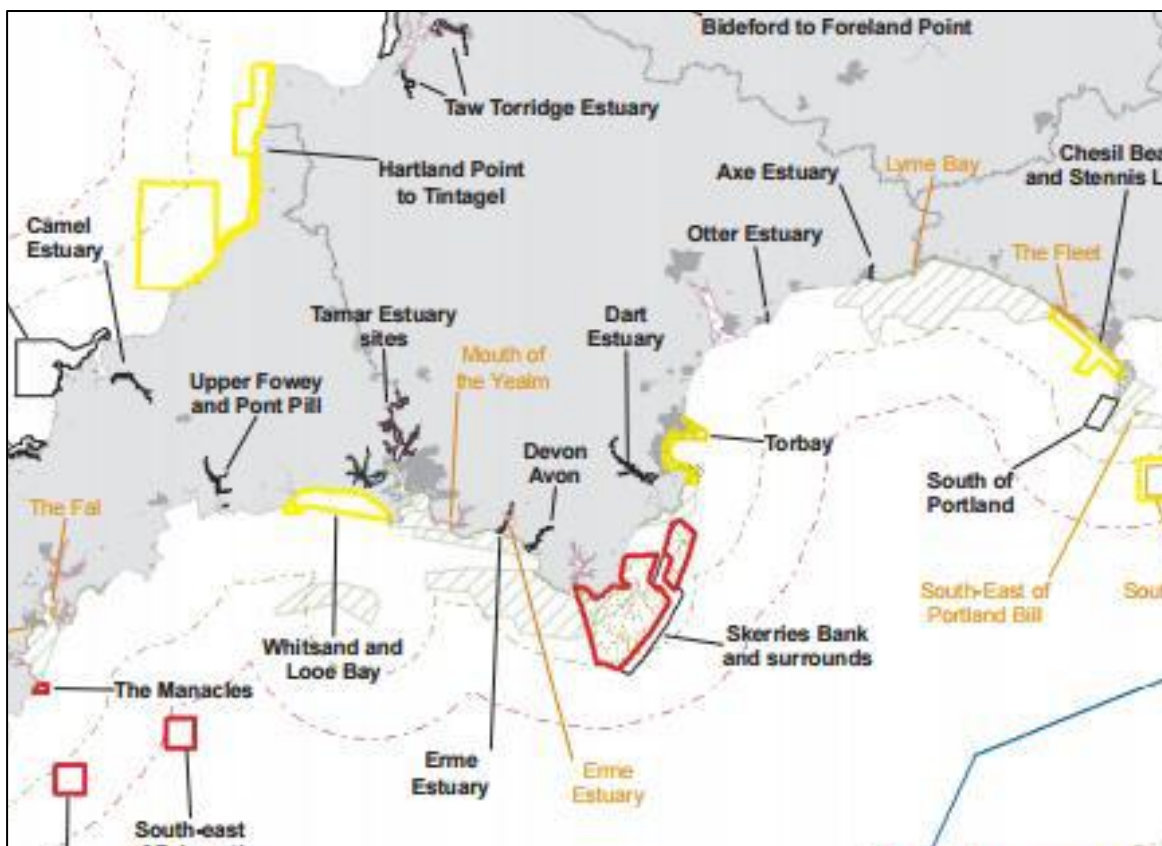 Bideford to Foreland Point
Taw Torridge Estuary
Hartland Point
to Tintagel
Axe Estuary
Lyme Bay
Chesil Bea
and Stennis L
Camel
Estuary
Otter Estuary
The Fleet
Tamar Estuary
sites
Dart
Estuary
Mouth of
the Yealm
Upper Fowey
and Pont Pill
Devon
Avon
Torbay
South of
Portland
The Fal
South-East of
Portland Bill
Sout
Whitsand and
Looe Bay
Skerries Bank
and surrounds
The Manacles
Erme
Estuary
Erme
Estuary
South-east